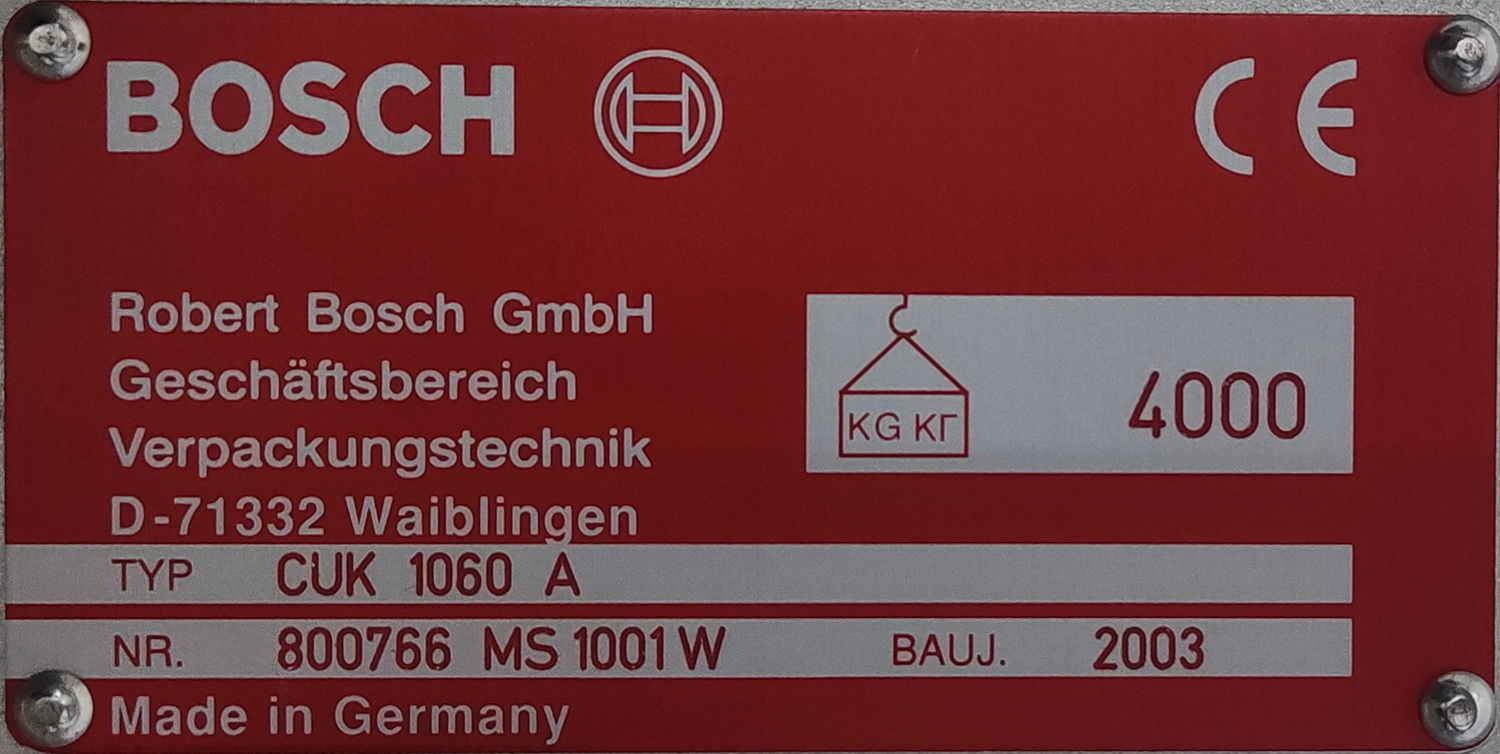 BOSCH CE
Robert Bosch GmbH
Geschäftsbereich
Verpackungstechnik
D-71332 Waiblingen
KG КГ 4000
TYP CUK 1060 A
NR. 800766 MS 1001 W BAUJ. 2003
Made in Germany